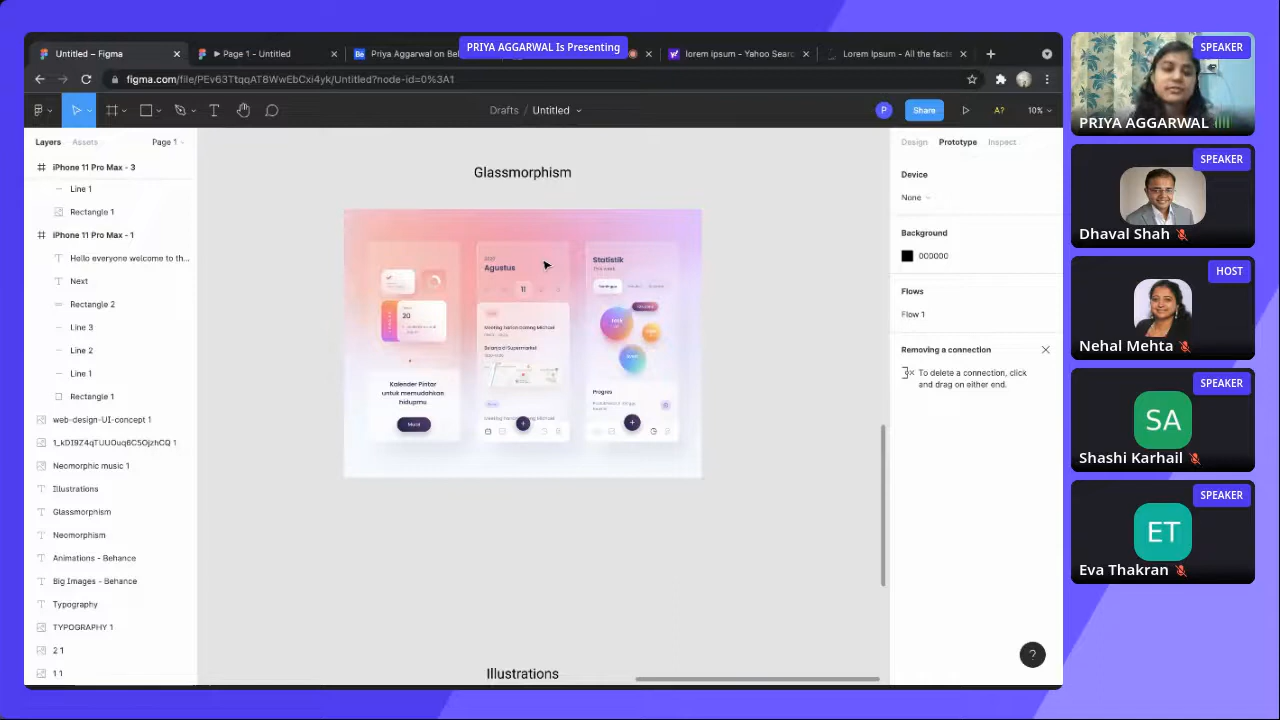 Untitled – Figma
Page 1 - Untitled
Priya Aggarwal on Be
PRIYA AGGARWAL Is Presenting
lorem ipsum - Yahoo Searc
Lorem Ipsum - All the facts
figma.com/file/PEv63TtqqAT8WwEbCxi4yk/Untitled?node-id=0%3A1
Drafts / Untitled
P
Share
A?
10%
Layers
Assets
Page 1
iPhone 11 Pro Max - 3
Line 1
Rectangle 1
iPhone 11 Pro Max - 1
Hello everyone welcome to th...
Next
Rectangle 2
Line 3
Line 2
Line 1
Rectangle 1
web-design-UI-concept 1
Neomorphic music 1
Illustrations
Glassmorphism
Neomorphism
Animations - Behance
Big Images - Behance
Typography
TYPOGRAPHY 1
2 1
1 1
Glassmorphism
20
Kalender Pintar
untuk memudahkan
hidupmu
Agustus
11
Statistik
Progres
Illustrations
Design
Prototype
Inspect
Device
None
Background
000000
Flows
Flow 1
Removing a connection
To delete a connection, click
and drag on either end.
?
SPEAKER
PRIYA AGGARWAL
SPEAKER
Dhaval Shah
HOST
Nehal Mehta
SPEAKER
SA
Shashi Karhail
SPEAKER
ET
Eva Thakran